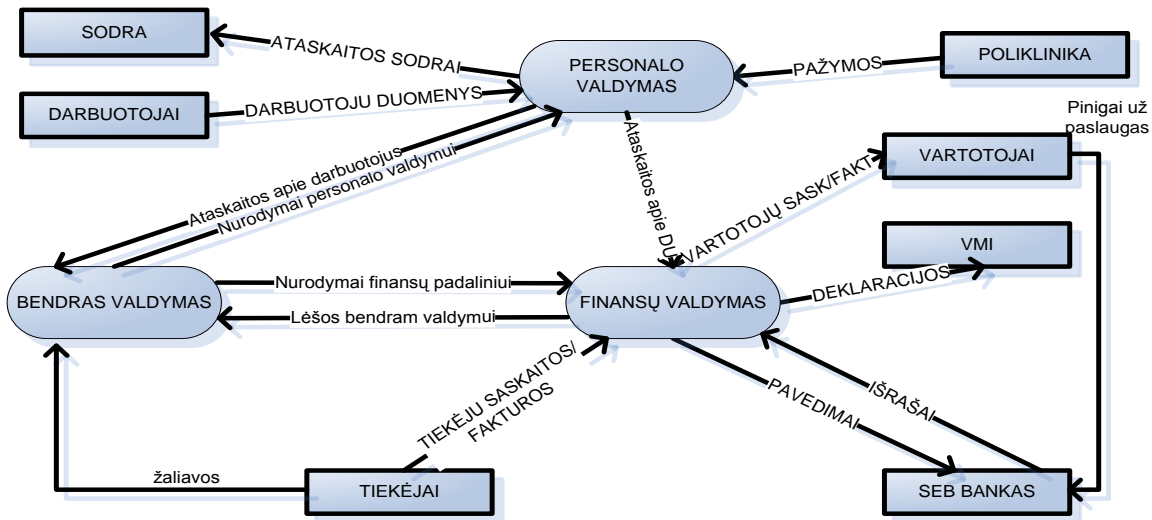 SODRA
ATASKAITOS SODRAI
PERSONALO
VALDYMAS
PAŽYMOS
POLIKLINIKA
DARBUOTOJAI
DARBUOTOJU DUOMENYS
Pinigai už
paslaugas
Ataskaitos apie darbuotojus
Nurodymai personalo valdymui
Ataskaitos apie DU
VARTOTOJŲ SASK/FAKT
VARTOTOJAI
VMI
BENDRAS VALDYMAS
Nurodymai finansų padaliniui
Lėšos bendram valdymui
FINANSŲ VALDYMAS
DEKLARACIJOS
TIEKĖJU SASKAITOS/
FAKTUROS
PAVEDIMAI
IŠRAŠAI
žaliavos
TIEKĖJAI
SEB BANKAS